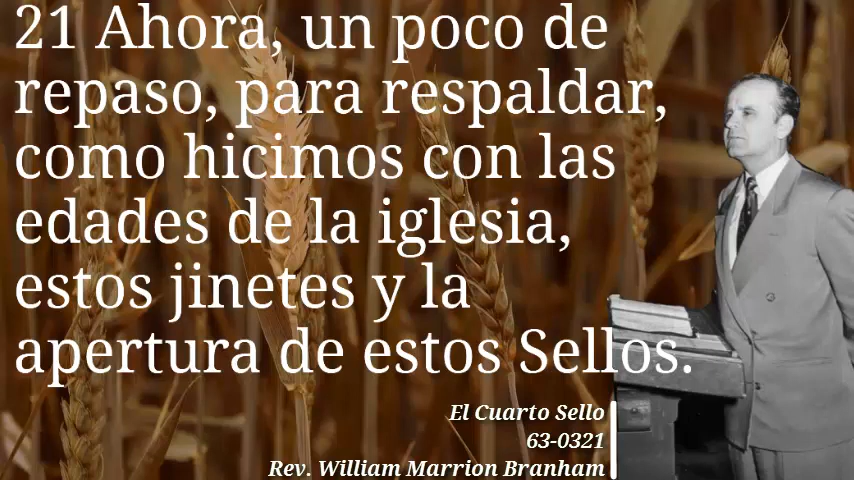 21 Ahora, un poco de
repaso, para respaldar,
como hicimos con las
edades de la iglesia,
estos jinetes y la
apertura de estos Sellos.
El Cuarto Sello
63-0321
Rev. William Marrion Branham